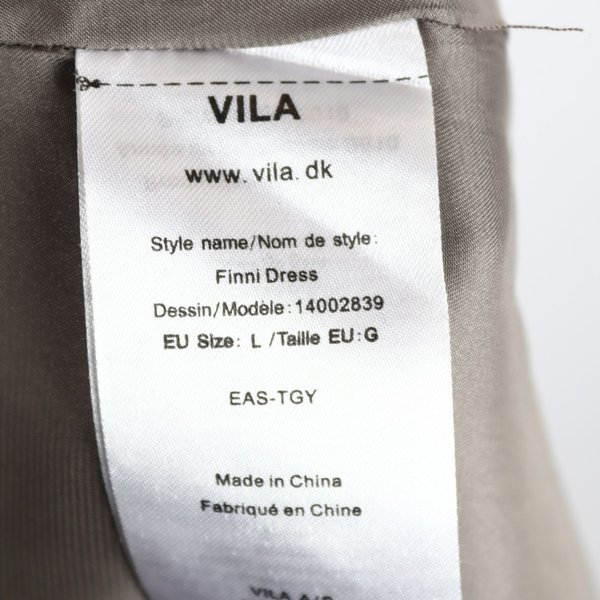 VILA
www.vila.dk
Style name/Nom de style:
Finni Dress
Dessin/Modèle:14002839
EU Size: L /Taille EU:G
EAS-TGY
Made in China
Fabriqué en Chine
VILA A/S